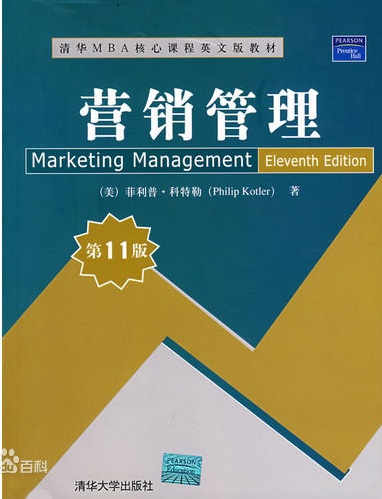 清华MBA核心课程英文版教材
PEARSON
Prentice
Hall
营销管理
Marketing Management Eleventh Edition
(美) 菲利普·科特勒 (Philip Kotler) 著
第11版
PEARSON
Education
百科
清华大学出版社